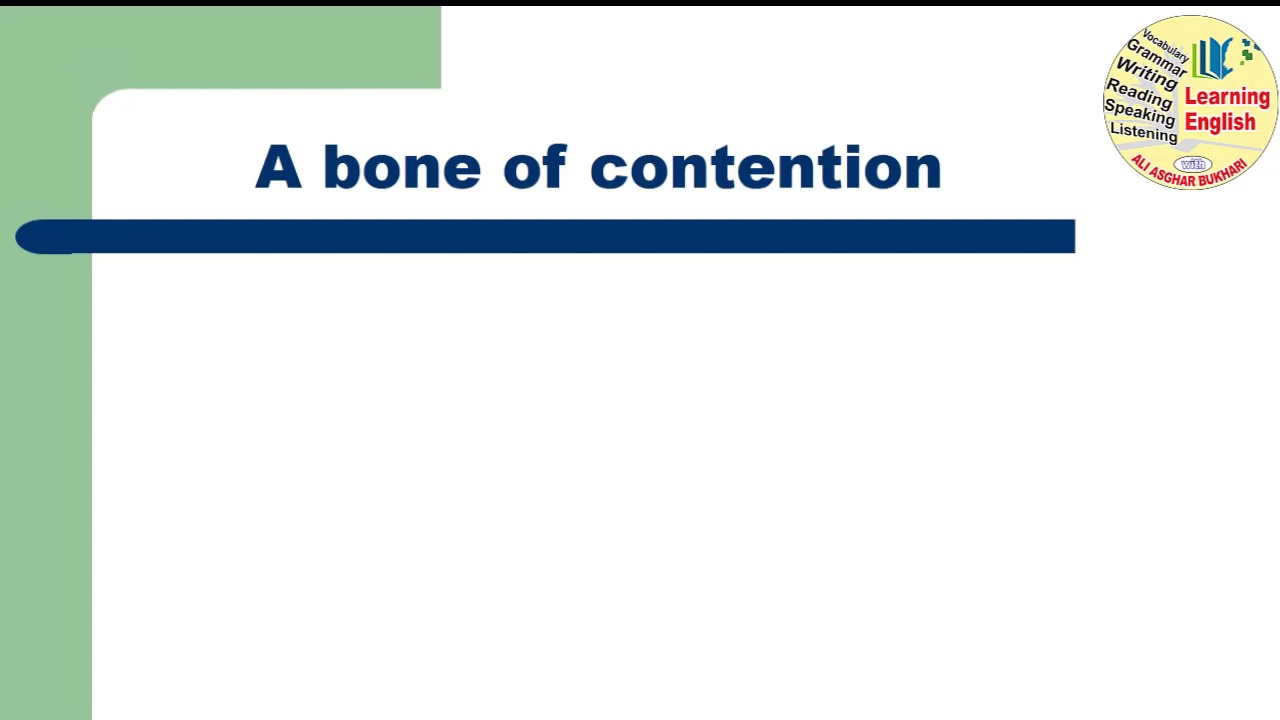 A bone of contention
Vocabulary
Grammar
Writing
Reading
Speaking
Listening
Learning
English
with
ALI ASGHAR BUKHARI